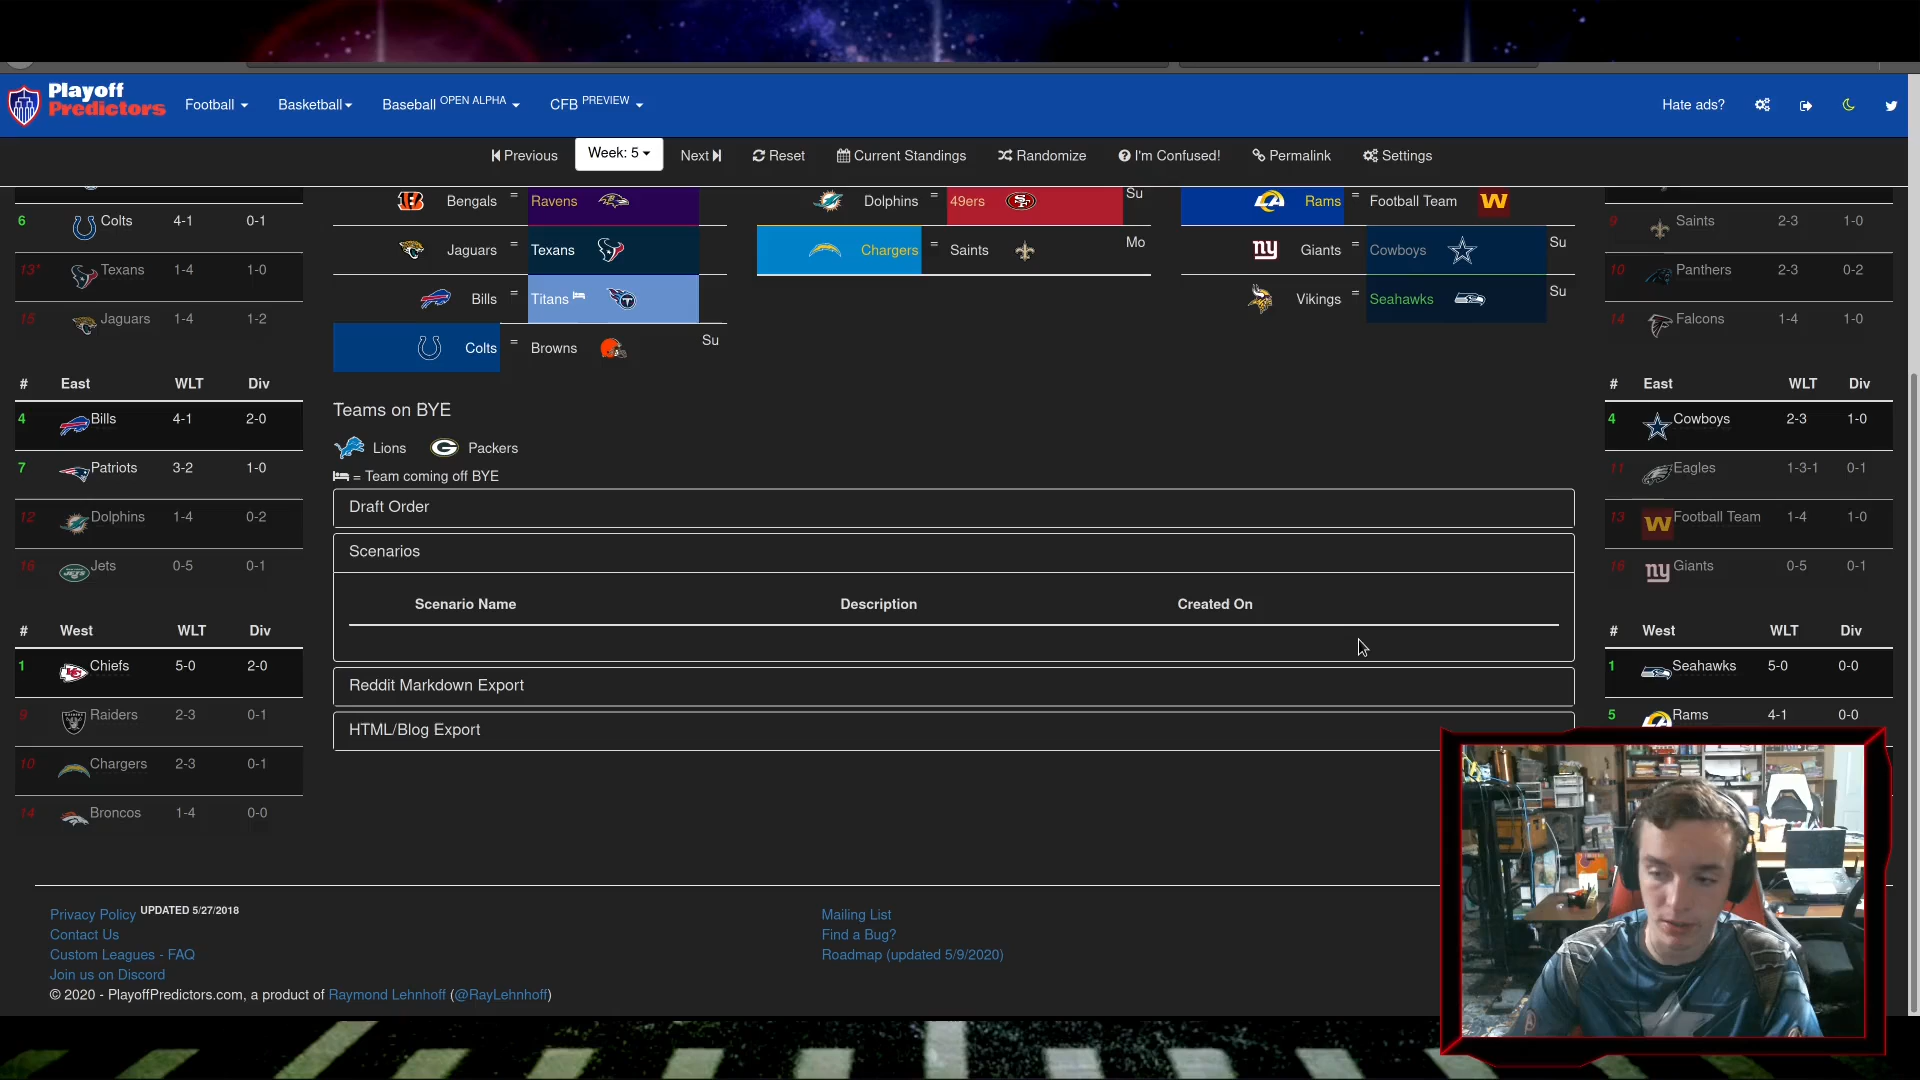 Playoff
Predictors
Football
Basketball
Baseball OPEN ALPHA
CFB PREVIEW
Hate ads?
Previous
Week: 5
Next
Reset
Current Standings
Randomize
I'm Confused!
Permalink
Settings
6 Colts 4-1 0-1
13* Texans 1-4 1-0
15 Jaguars 1-4 1-2
# East WLT Div
4 Bills 4-1 2-0
7 Patriots 3-2 1-0
12 Dolphins 1-4 0-2
16 Jets 0-5 0-1
# West WLT Div
1 Chiefs 5-0 2-0
9 Raiders 2-3 0-1
10 Chargers 2-3 0-1
14 Broncos 1-4 0-0
Bengals = Ravens
Jaguars = Texans
Bills = Titans
Colts = Browns Su
Dolphins = 49ers Su
Chargers = Saints Mo
Rams = Football Team
Giants = Cowboys Su
Vikings = Seahawks Su
Teams on BYE
Lions Packers
= Team coming off BYE
Draft Order
Scenarios
Scenario Name Description Created On
Reddit Markdown Export
HTML/Blog Export
9 Saints 2-3 1-0
10 Panthers 2-3 0-2
14 Falcons 1-4 1-0
# East WLT Div
4 Cowboys 2-3 1-0
11 Eagles 1-3-1 0-1
13 Football Team 1-4 1-0
16 Giants 0-5 0-1
# West WLT Div
1 Seahawks 5-0 0-0
5 Rams 4-1 0-0
Privacy Policy UPDATED 5/27/2018
Contact Us
Custom Leagues - FAQ
Join us on Discord
© 2020 - PlayoffPredictors.com, a product of Raymond Lehnhoff (@RayLehnhoff)
Mailing List
Find a Bug?
Roadmap (updated 5/9/2020)